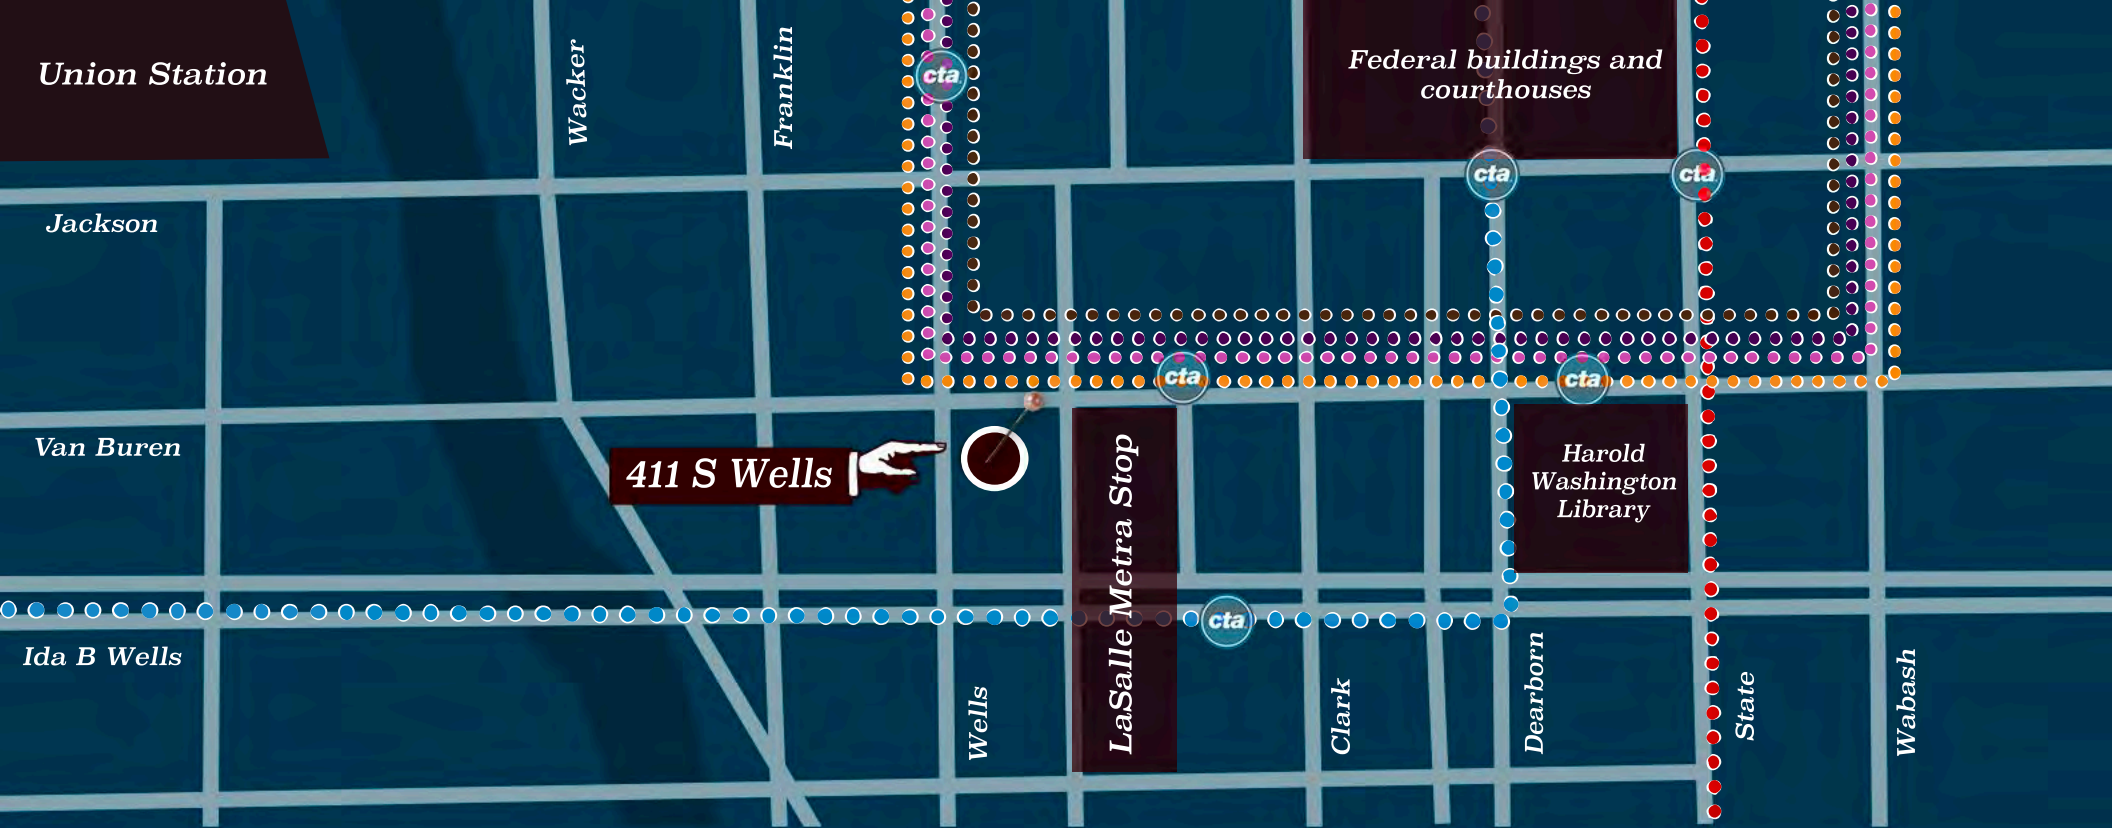 Union Station
Wacker
Franklin
cta
Federal buildings and
courthouses
cta
cta
Jackson
cta
cta
Van Buren
411 S Wells
LaSalle Metra Stop
Harold
Washington
Library
cta
Ida B Wells
Wells
Clark
Dearborn
State
Wabash